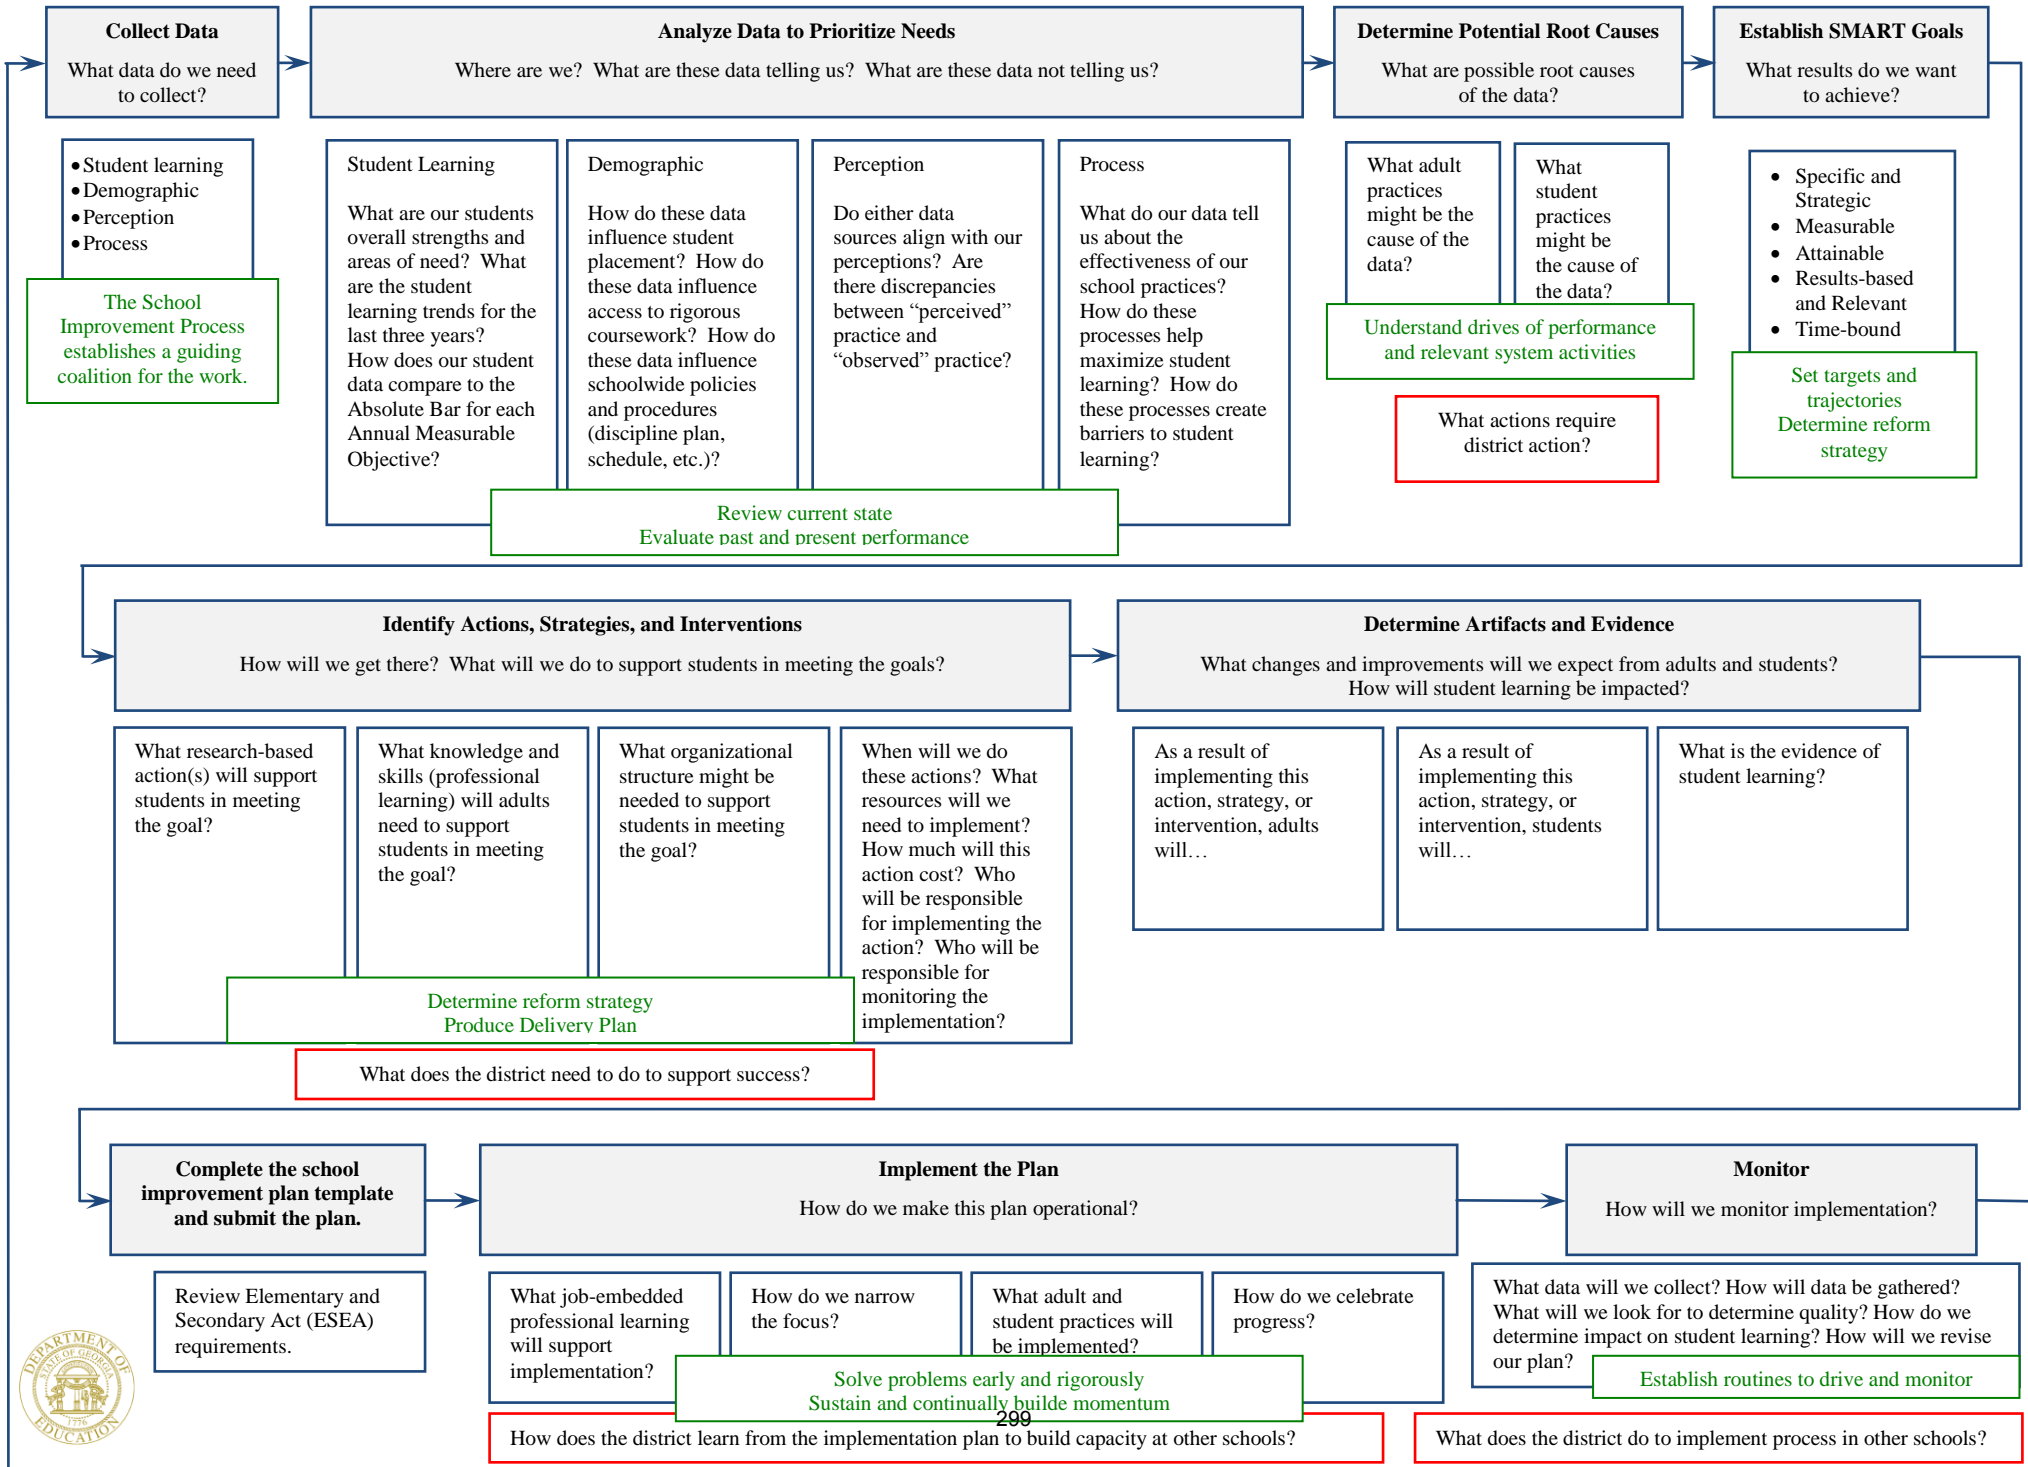 Collect Data
What data do we need
to collect?
Analyze Data to Prioritize Needs
Where are we?  What are these data telling us?  What are these data not telling us?
Determine Potential Root Causes
What are possible root causes
of the data?
Establish SMART Goals
What results do we want
to achieve?
•Student learning
•Demographic
•Perception
•Process
The School
Improvement Process
establishes a guiding
coalition for the work.
Student Learning
What are our students
overall strengths and
areas of need?  What
are the student
learning trends for the
last three years?
How does our student
data compare to the
Absolute Bar for each
Annual Measurable
Objective?
Demographic
How do these data
influence student
placement?  How do
these data influence
access to rigorous
coursework?  How do
these data influence
schoolwide policies
and procedures
(discipline plan,
schedule, etc.)?
Perception
Do either data
sources align with our
perceptions?  Are
there discrepancies
between “perceived”
practice and
“observed” practice?
Process
What do our data tell
us about the
effectiveness of our
school practices?
How do these
processes help
maximize student
learning?  How do
these processes create
barriers to student
learning?
Review current state
Evaluate past and present performance
What adult
practices
might be the
cause of the
data?
What
student
practices
might be
the cause of
the data?
Understand drives of performance
and relevant system activities
What actions require
district action?
• Specific and
Strategic
• Measurable
• Attainable
• Results-based
and Relevant
• Time-bound
Set targets and
trajectories
Determine reform
strategy
Identify Actions, Strategies, and Interventions
How will we get there?  What will we do to support students in meeting the goals?
Determine Artifacts and Evidence
What changes and improvements will we expect from adults and students?
How will student learning be impacted?
What research-based
action(s) will support
students in meeting
the goal?
What knowledge and
skills (professional
learning) will adults
need to support
students in meeting
the goal?
What organizational
structure might be
needed to support
students in meeting
the goal?
When will we do
these actions?  What
resources will we
need to implement?
How much will this
action cost?  Who
will be responsible
for implementing the
action?  Who will be
responsible for
monitoring the
implementation?
Determine reform strategy
Produce Delivery Plan
What does the district need to do to support success?
As a result of
implementing this
action, strategy, or
intervention, adults
will…
As a result of
implementing this
action, strategy, or
intervention, students
will…
What is the evidence of
student learning?
Complete the school
improvement plan template
and submit the plan.
Implement the Plan
How do we make this plan operational?
Monitor
How will we monitor implementation?
Review Elementary and
Secondary Act (ESEA)
requirements.
What job-embedded
professional learning
will support
implementation?
How do we narrow
the focus?
What adult and
student practices will
be implemented?
How do we celebrate
progress?
Solve problems early and rigorously
Sustain and continually builde momentum
299
How does the district learn from the implementation plan to build capacity at other schools?
What data will we collect? How will data be gathered?
What will we look for to determine quality? How do we
determine impact on student learning? How will we revise
our plan?
Establish routines to drive and monitor
What does the district do to implement process in other schools?
DEPARTMENT OF
STATE OF GEORGIA
1776
EDUCATION